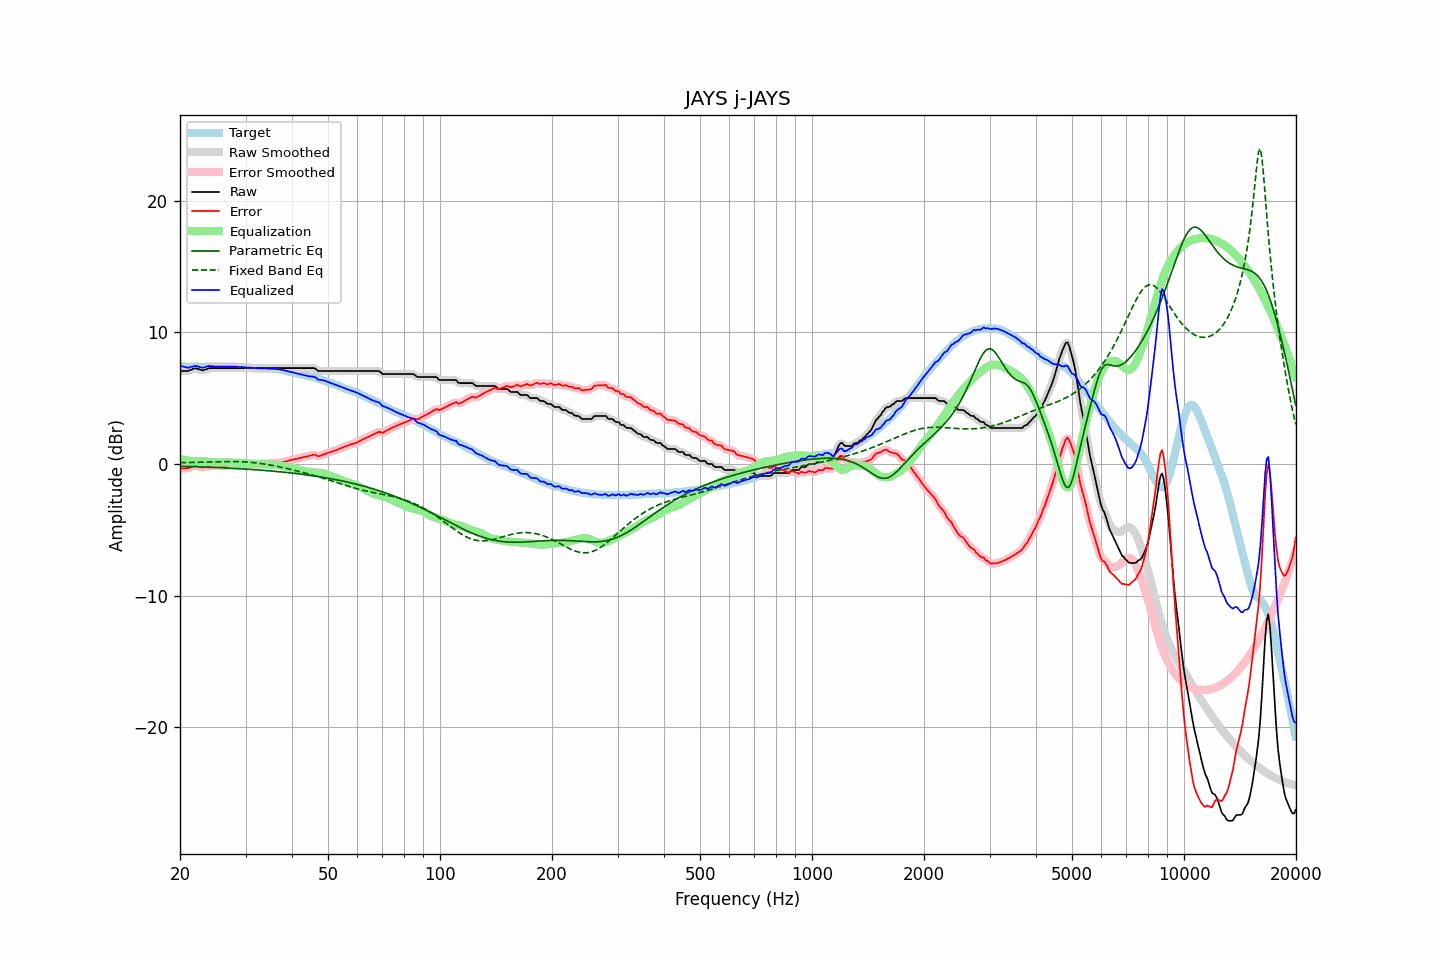 JAYS j-JAYS
Target
Raw Smoothed
Error Smoothed
Raw
Error
Equalization
Parametric Eq
Fixed Band Eq
Equalized
Amplitude (dBr)
20
10
0
−10
−20
20 50 100 200 500 1000 2000 5000 10000 20000
Frequency (Hz)